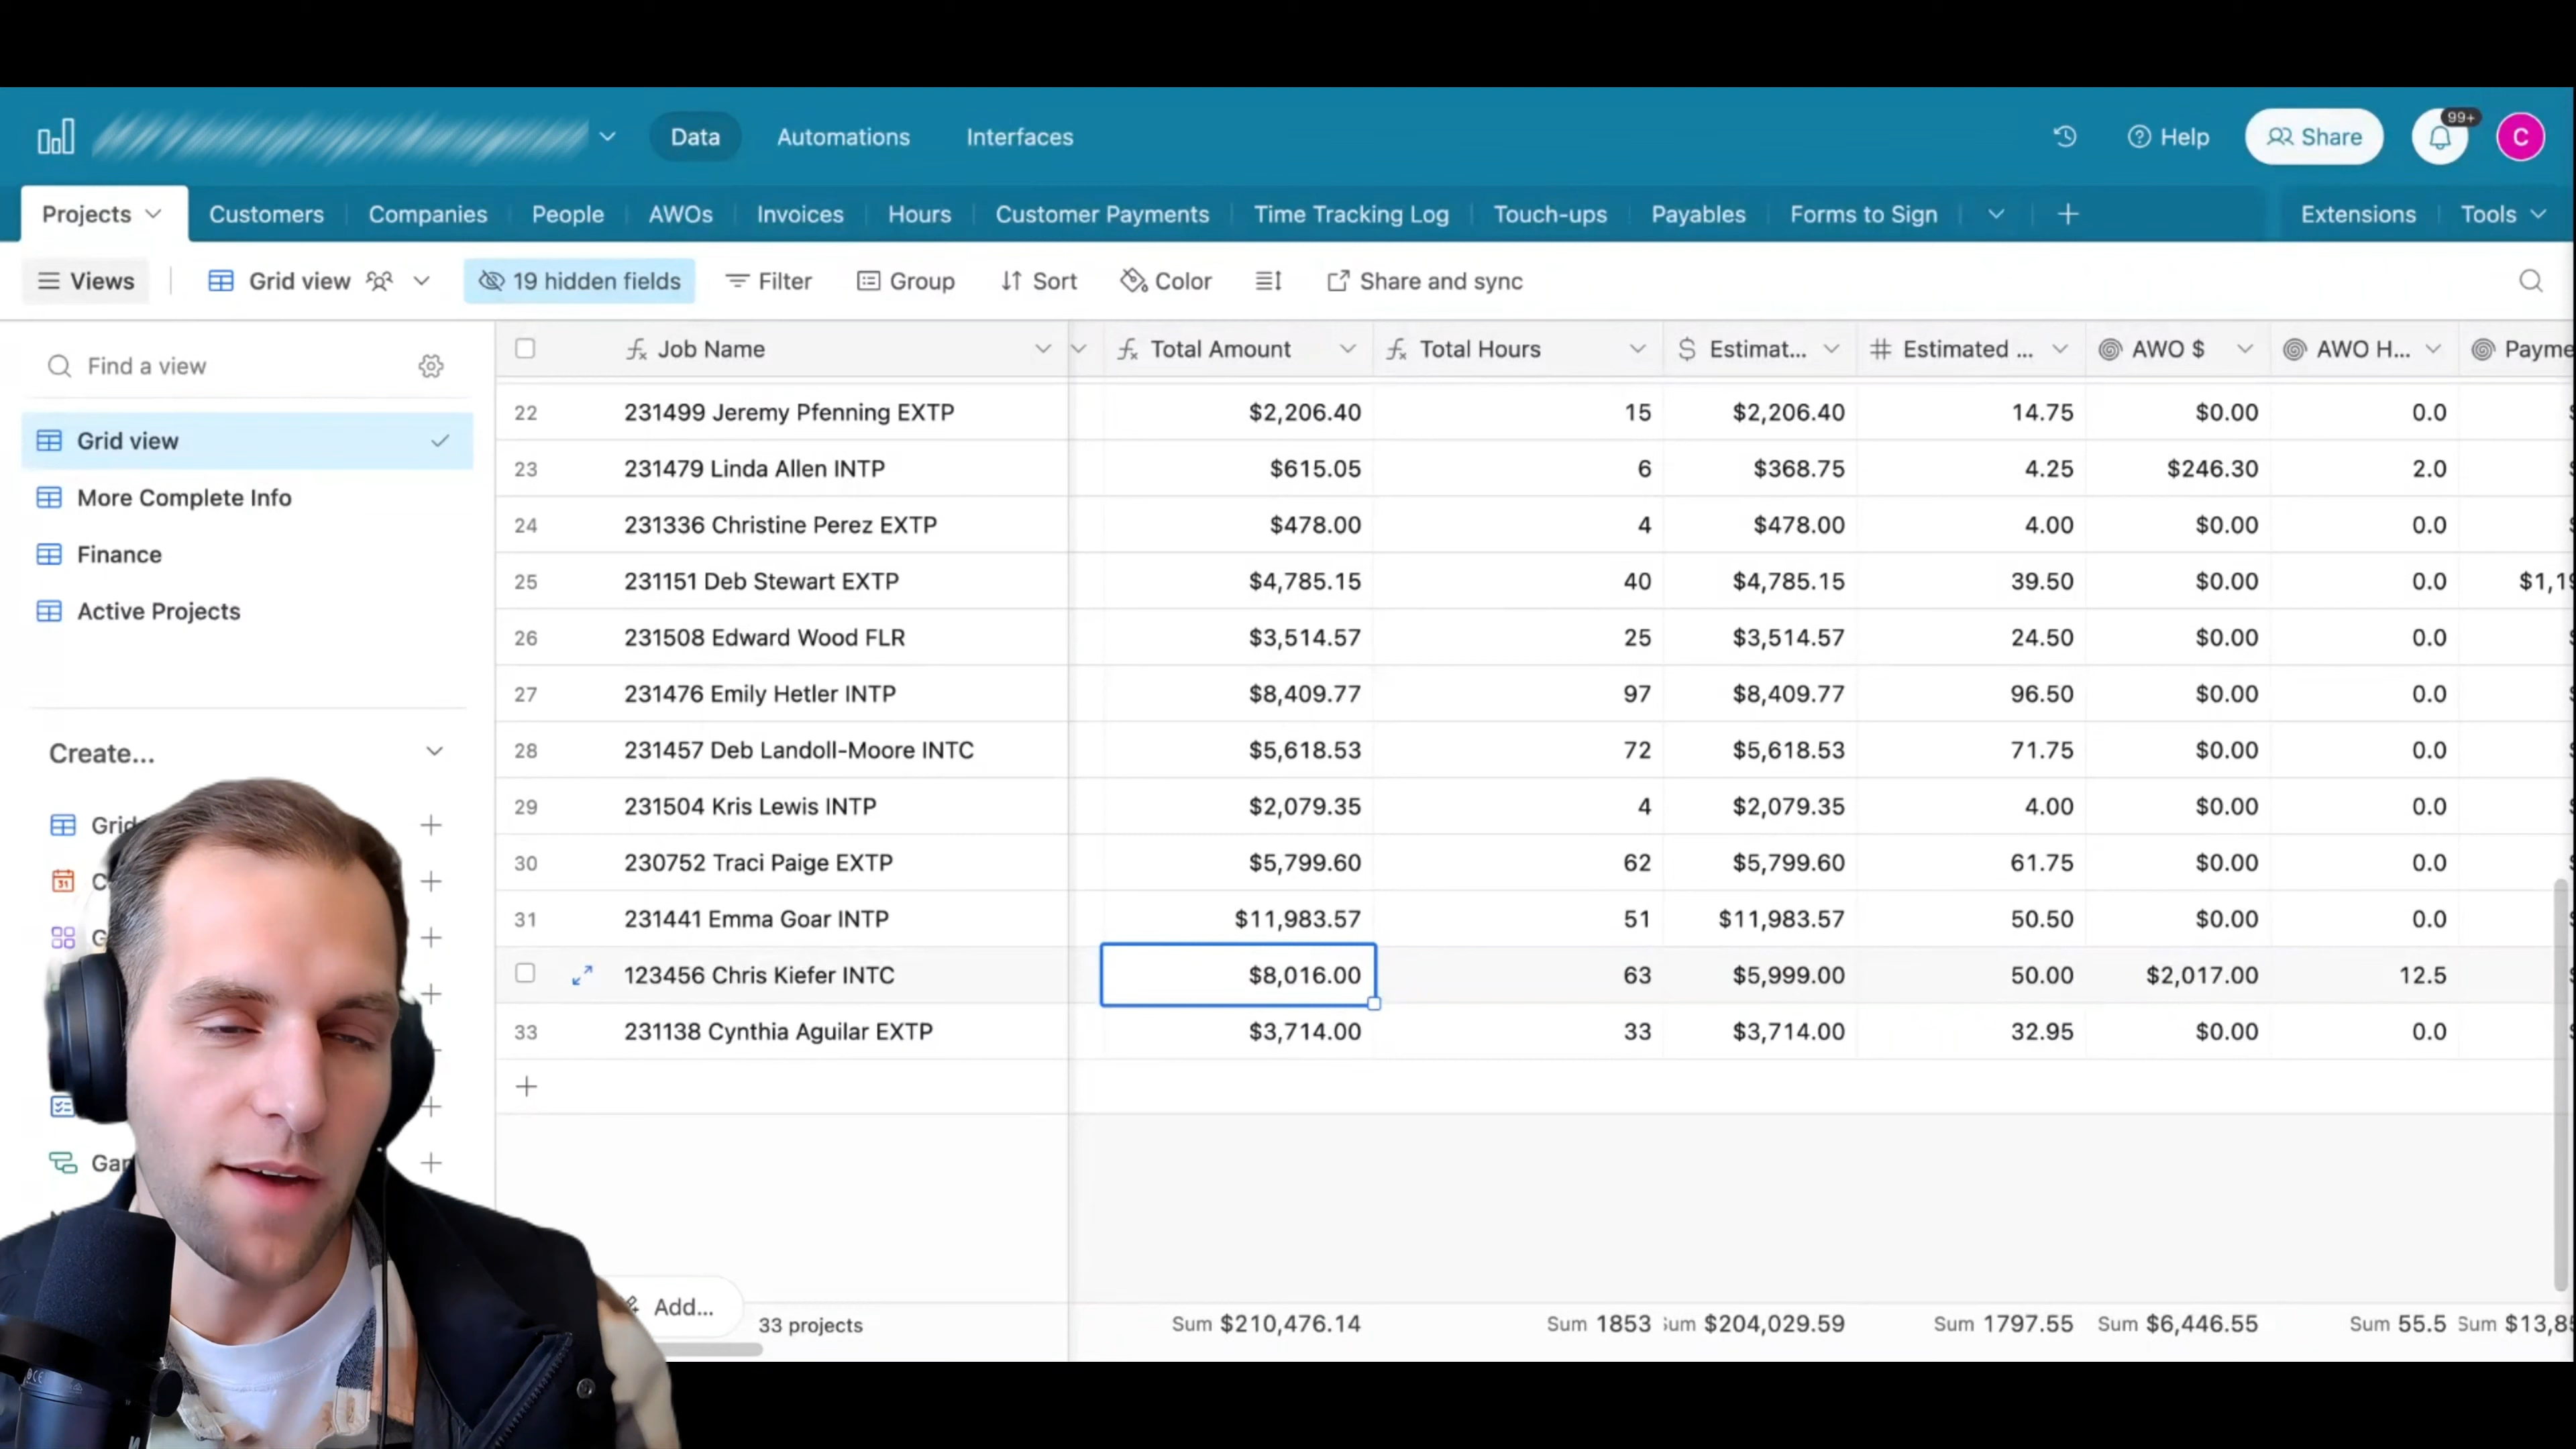 Data Automations Interfaces Help Share 99+ C
Projects Customers Companies People AWOs Invoices Hours Customer Payments Time Tracking Log Touch-ups Payables Forms to Sign Extensions Tools
Views Grid view 19 hidden fields Filter Group Sort Color Share and sync
Find a view
Grid view
More Complete Info
Finance
Active Projects
Create...
Job Name Total Amount Total Hours Estimat... Estimated ... AWO $ AWO H... Payme
22 231499 Jeremy Pfenning EXTP $2,206.40 15 $2,206.40 14.75 $0.00 0.0
23 231479 Linda Allen INTP $615.05 6 $368.75 4.25 $246.30 2.0
24 231336 Christine Perez EXTP $478.00 4 $478.00 4.00 $0.00 0.0
25 231151 Deb Stewart EXTP $4,785.15 40 $4,785.15 39.50 $0.00 0.0 $1,19
26 231508 Edward Wood FLR $3,514.57 25 $3,514.57 24.50 $0.00 0.0
27 231476 Emily Hetler INTP $8,409.77 97 $8,409.77 96.50 $0.00 0.0
28 231457 Deb Landoll-Moore INTC $5,618.53 72 $5,618.53 71.75 $0.00 0.0
29 231504 Kris Lewis INTP $2,079.35 4 $2,079.35 4.00 $0.00 0.0
30 230752 Traci Paige EXTP $5,799.60 62 $5,799.60 61.75 $0.00 0.0
31 231441 Emma Goar INTP $11,983.57 51 $11,983.57 50.50 $0.00 0.0
123456 Chris Kiefer INTC $8,016.00 63 $5,999.00 50.00 $2,017.00 12.5
33 231138 Cynthia Aguilar EXTP $3,714.00 33 $3,714.00 32.95 $0.00 0.0
Add...
33 projects Sum $210,476.14 Sum 1853 Sum $204,029.59 Sum 1797.55 Sum $6,446.55 Sum 55.5 Sum $13,85